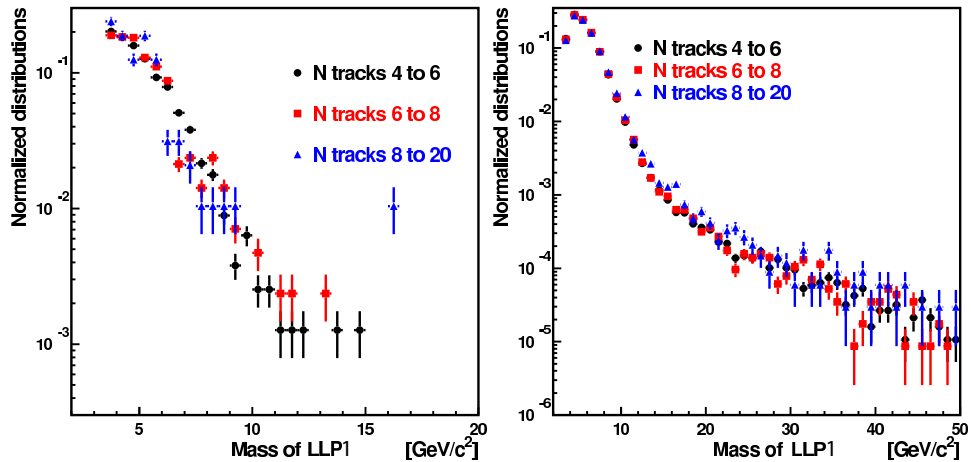 Normalized distributions
10 -1
10 -2
10 -3
N tracks 4 to 6
N tracks 6 to 8
N tracks 8 to 20
5 10 15 20
Mass of LLP1 [GeV/c2]
Normalized distributions
10 -1
10 -2
10 -3
10 -4
10 -5
10 -6
N tracks 4 to 6
N tracks 6 to 8
N tracks 8 to 20
10 20 30 40 50
Mass of LLP1 [GeV/c2]